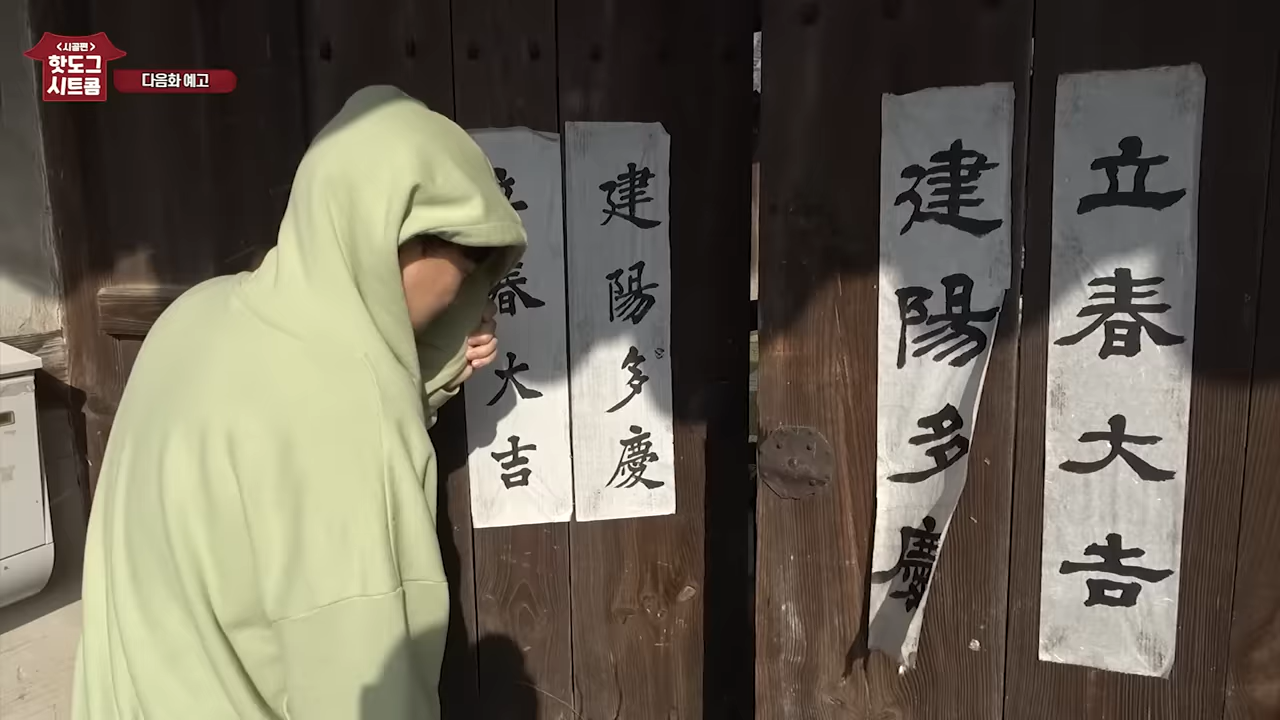 <시골편>
핫도그
시트콤
다음화 예고
立春大吉
建陽多慶
建陽多慶
立春大吉